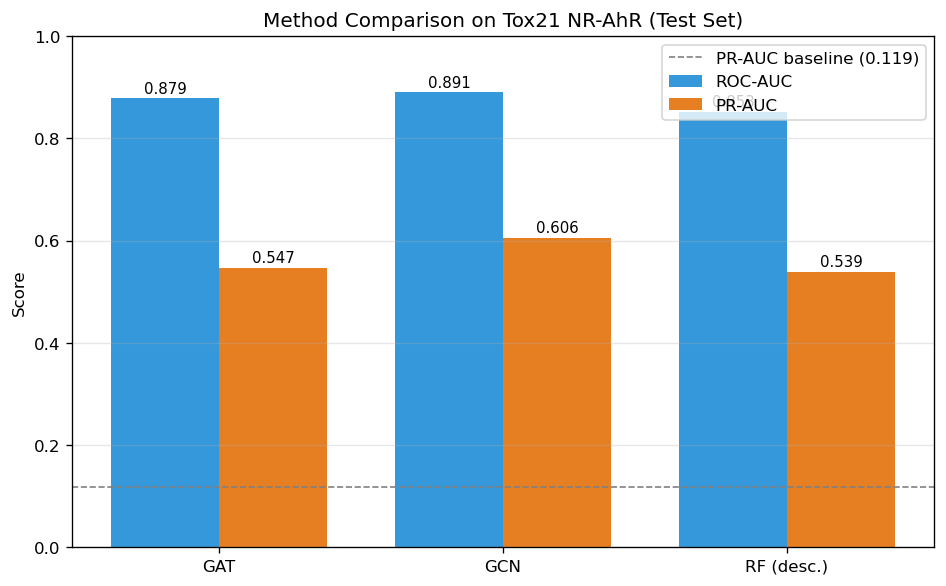 Method Comparison on Tox21 NR-AhR (Test Set)
1.0
0.8
0.6
0.4
0.2
0.0
Score
PR-AUC baseline (0.119)
ROC-AUC
PR-AUC
0.879
0.547
0.891
0.606
0.539
GAT
GCN
RF (desc.)